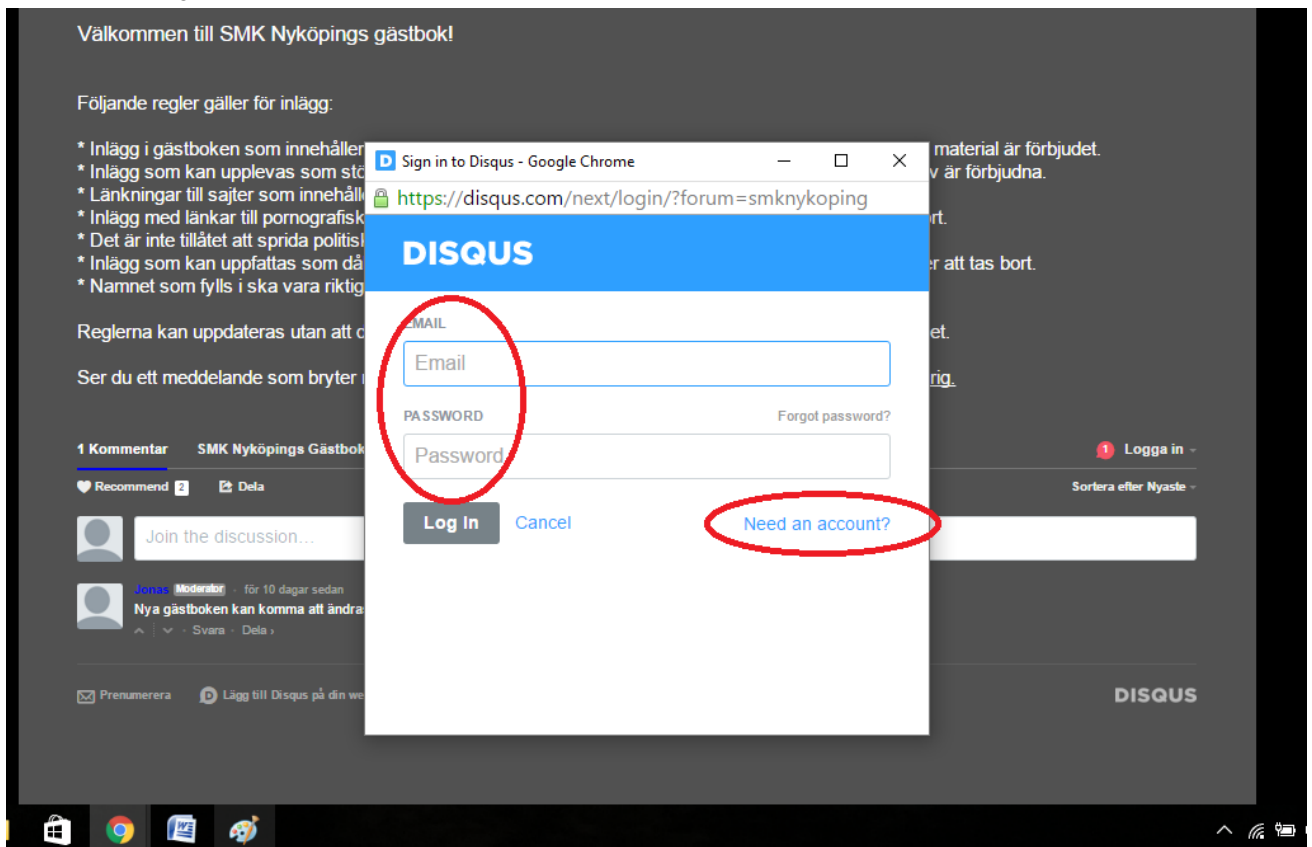 Välkommen till SMK Nyköpings gästbok!
Följande regler gäller för inlägg:
* Inlägg i gästboken som innehåller
material är förbjudet.
* Inlägg som kan upplevas som stö
v är förbjudna.
* Länkningar till sajter som innehålle
* Inlägg med länkar till pornografisk
rt.
* Det är inte tillåtet att sprida politisk
* Inlägg som kan uppfattas som då
r att tas bort.
* Namnet som fylls i ska vara riktig
Reglerna kan uppdateras utan att d
et.
Ser du ett meddelande som bryter
rig.
Sign in to Disqus - Google Chrome
https://disqus.com/next/login/?forum=smknykoping
DISQUS
EMAIL
Email
PASSWORD
Forgot password?
Password
Log In
Cancel
Need an account?
1 Kommentar
SMK Nyköpings Gästbok
1
Logga in
Recommend 2
Dela
Sortera efter Nyaste
Join the discussion...
Jonas Moderator · för 10 dagar sedan
Nya gästboken kan komma att ändra
Svara · Dela ›
Prenumerera
Lägg till Disqus på din we
DISQUS